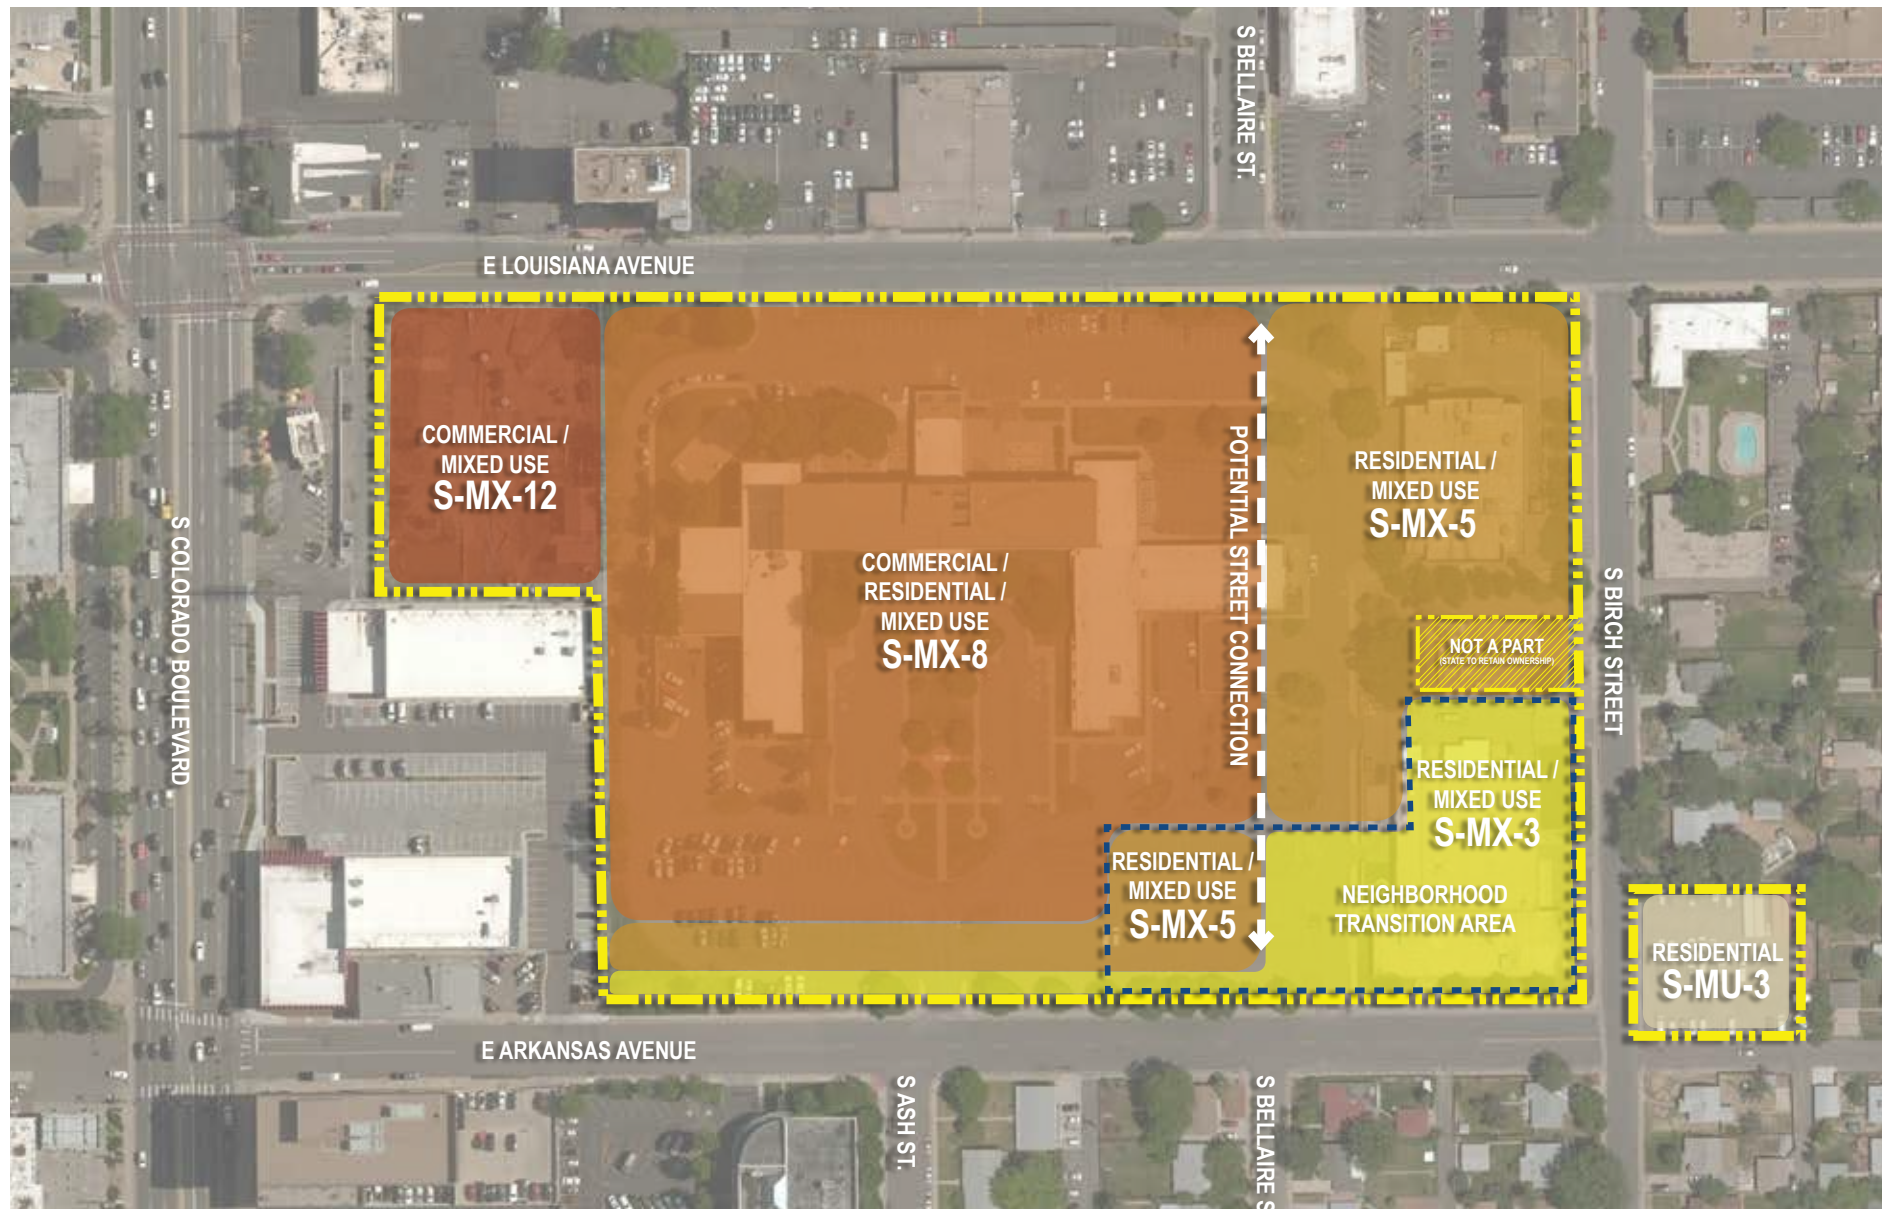 S BELLAIRE ST.
E LOUISIANA AVENUE
COMMERCIAL /
MIXED USE
S-MX-12
COMMERCIAL /
RESIDENTIAL /
MIXED USE
S-MX-8
POTENTIAL STREET CONNECTION
RESIDENTIAL /
MIXED USE
S-MX-5
S COLORADO BOULEVARD
S BIRCH STREET
NOT A PART
(STATE TO RETAIN OWNERSHIP)
RESIDENTIAL /
MIXED USE
S-MX-3
RESIDENTIAL /
MIXED USE
S-MX-5
NEIGHBORHOOD
TRANSITION AREA
RESIDENTIAL
S-MU-3
E ARKANSAS AVENUE
S ASH ST.
S BELLAIRE S